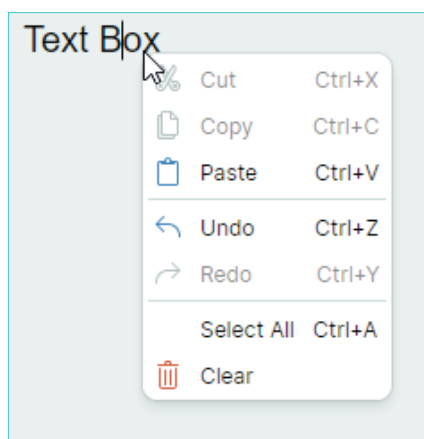 Text Box
Cut Ctrl+X
Copy Ctrl+C
Paste Ctrl+V
Undo Ctrl+Z
Redo Ctrl+Y
Select All Ctrl+A
Clear